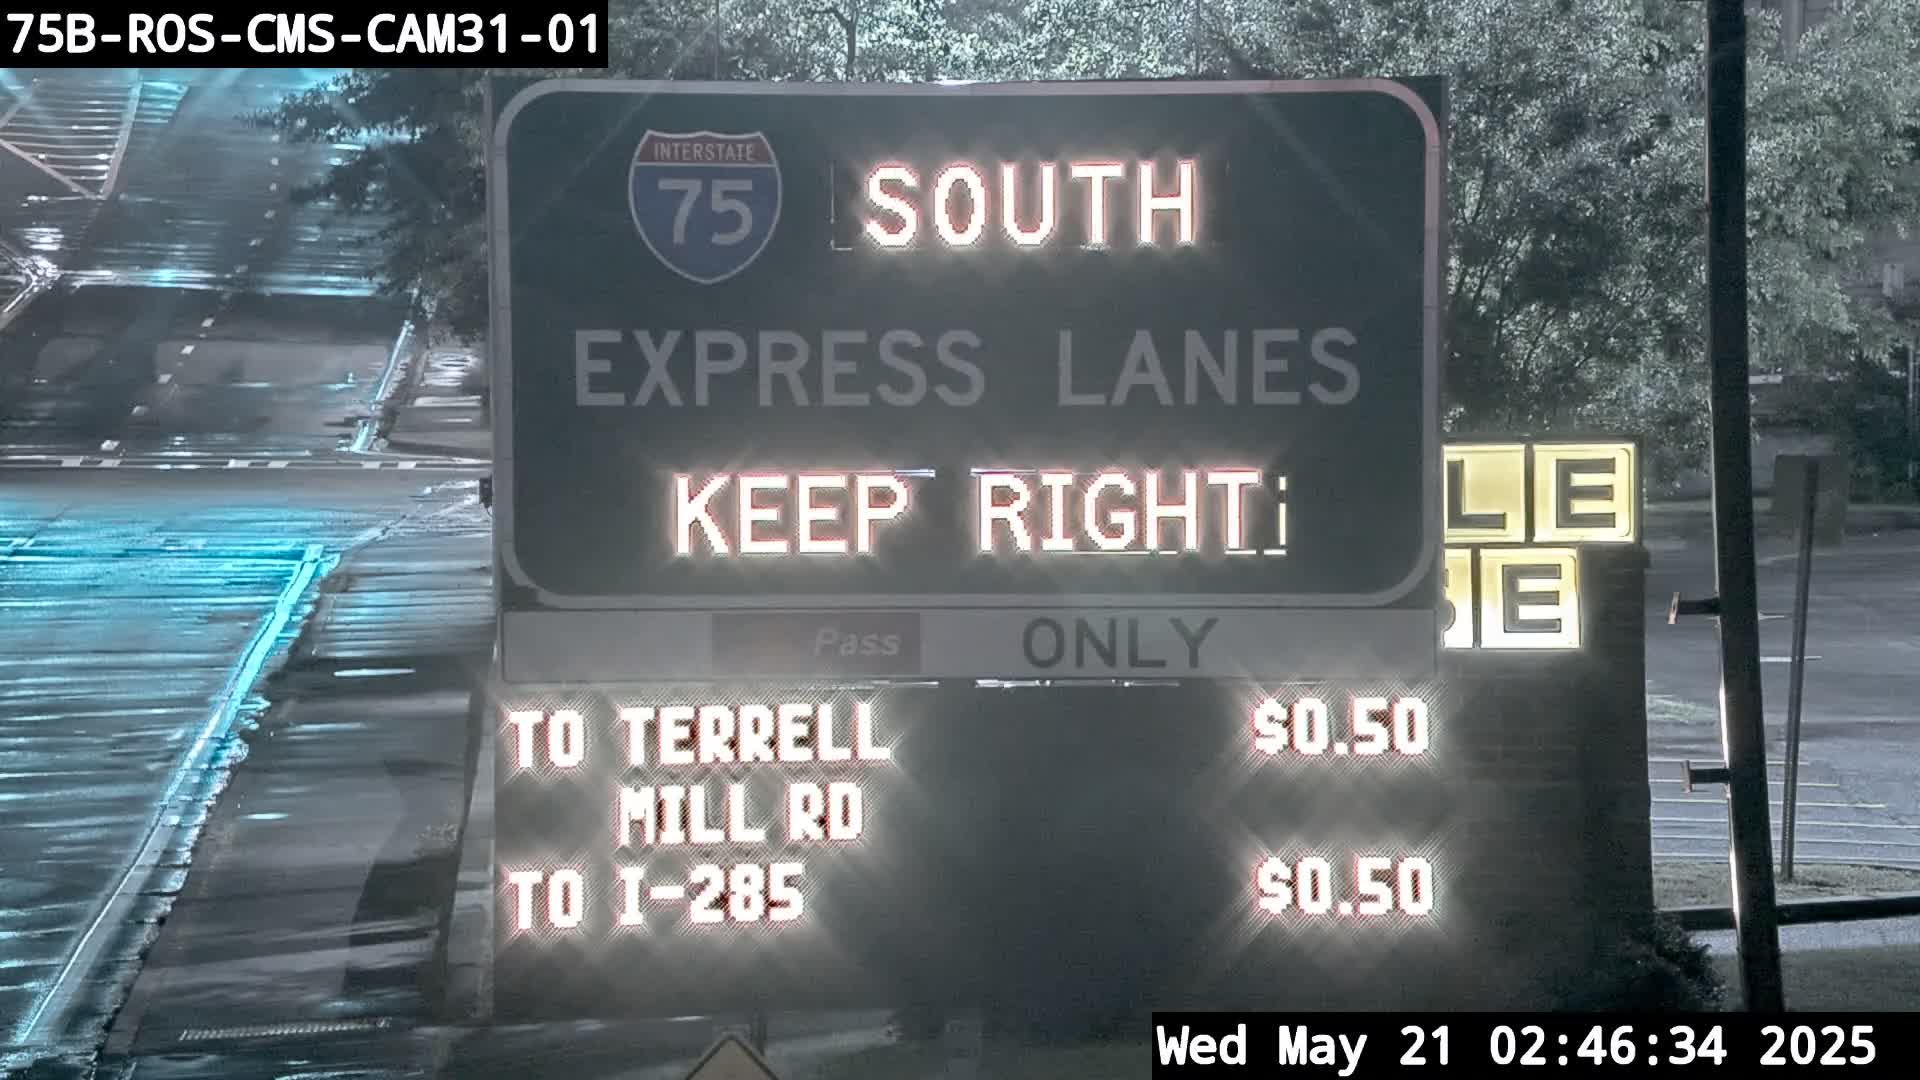 75B-ROS-CMS-CAM31-01
INTERSTATE
75
SOUTH
EXPRESS LANES
KEEP RIGHT
Pass ONLY
TO TERRELL $0.50
MILL RD
TO I-285 $0.50
LE
E
Wed May 21 02:46:34 2025